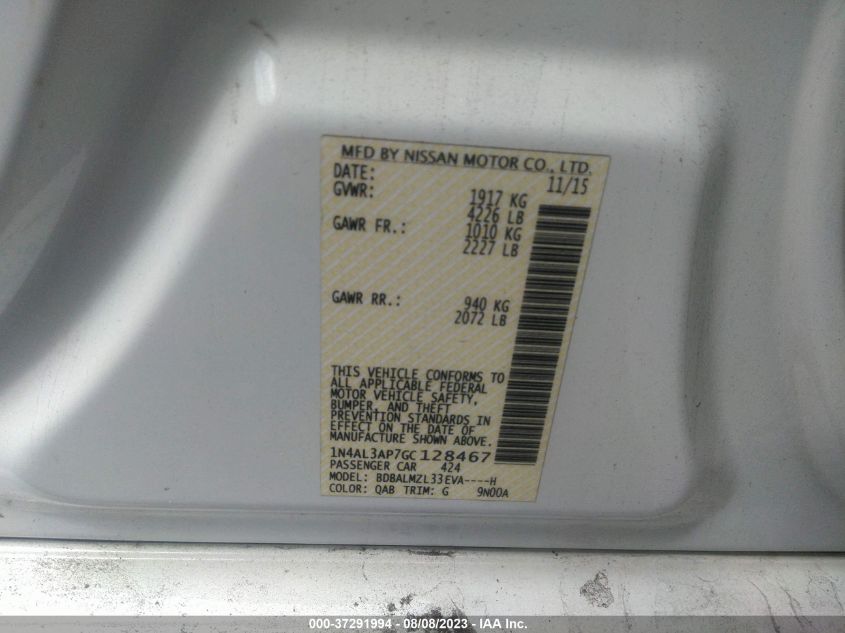 MFD BY NISSAN MOTOR CO., LTD.
DATE: 11/15
GVWR: 1917 KG
4226 LB
GAWR FR.: 1010 KG
2227 LB
GAWR RR.: 940 KG
2072 LB
THIS VEHICLE CONFORMS TO
ALL APPLICABLE FEDERAL
MOTOR VEHICLE SAFETY,
BUMPER, AND THEFT
PREVENTION STANDARDS IN
EFFECT ON THE DATE OF
MANUFACTURE SHOWN ABOVE.
1N4AL3AP7GC128467
PASSENGER CAR 424
MODEL: BDBALMZL33EVA----H
COLOR: QAB TRIM: G 9N00A
000-37291994 - 08/08/2023 - IAA Inc.